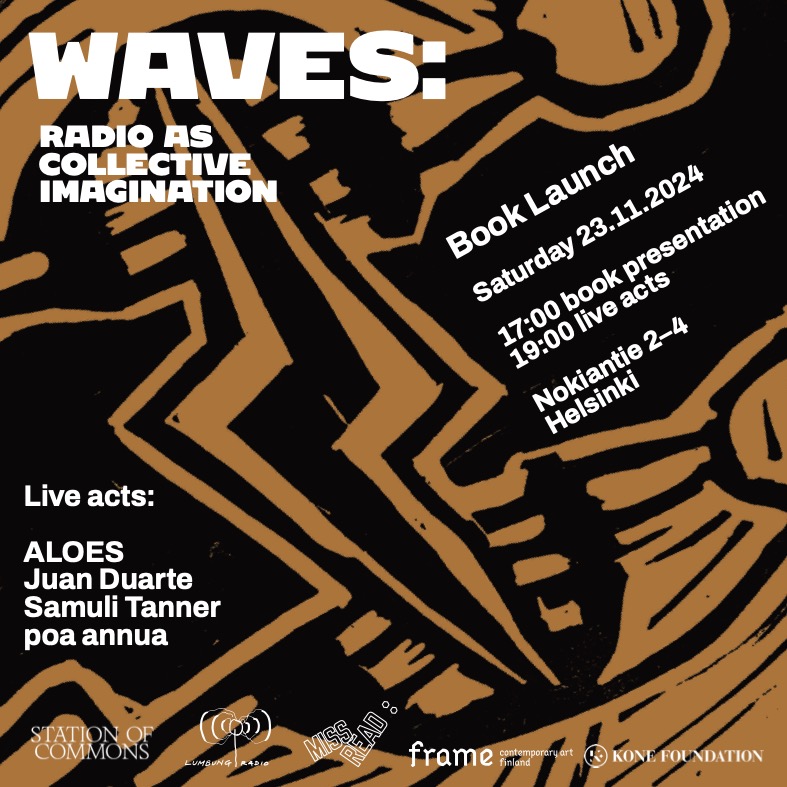 WAVES:
RADIO AS
COLLECTIVE
IMAGINATION
Book Launch
Saturday 23.11.2024
17:00 book presentation
19:00 live acts
Nokiantie 2–4
Helsinki
Live acts:
ALOES
Juan Duarte
Samuli Tanner
poa annua
STATION OF
COMMONS
LUMBUNG RADIO
MISS
READ:
frame contemporary art
finland
K KONE FOUNDATION